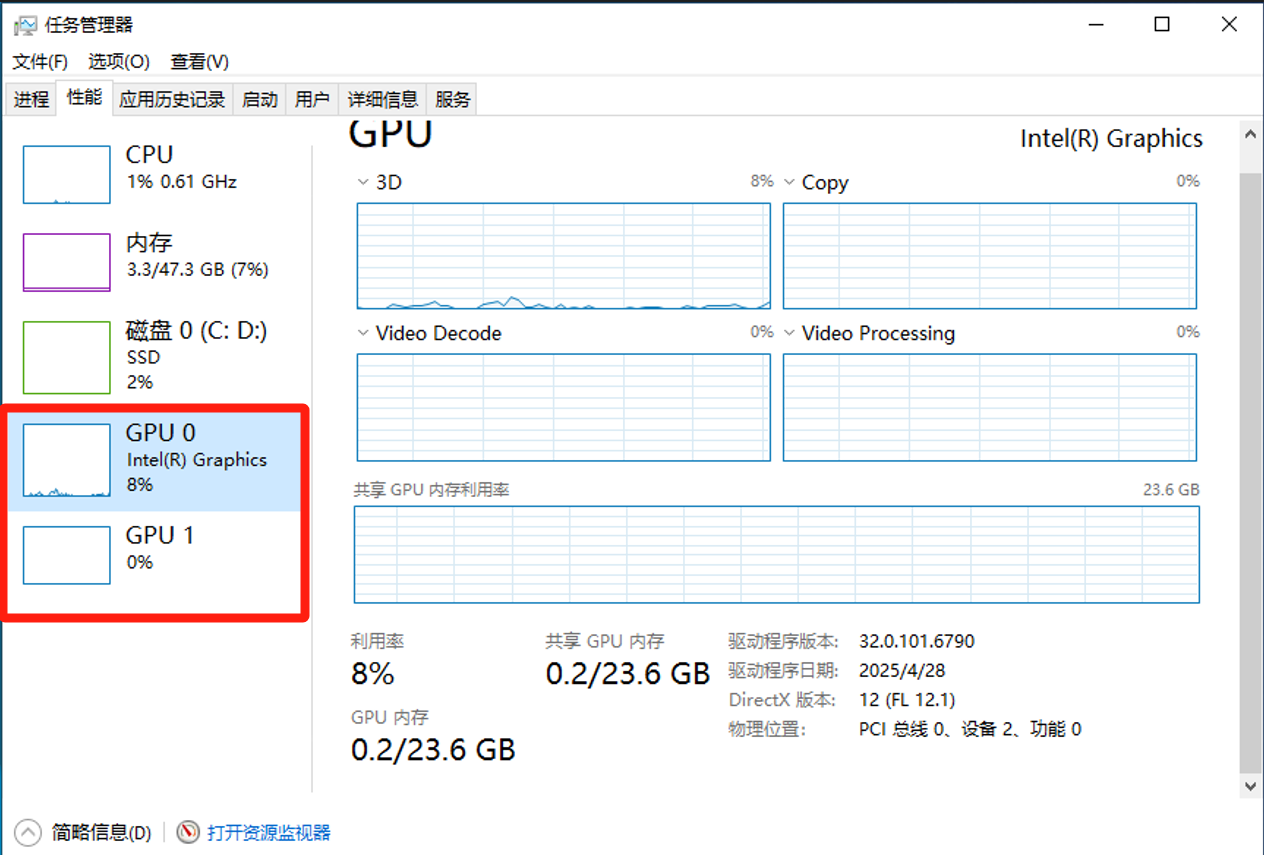 任务管理器
文件(F) 选项(O) 查看(V)
进程 性能 应用历史记录 启动 用户 详细信息 服务
CPU
1% 0.61 GHz
内存
3.3/47.3 GB (7%)
磁盘 0 (C: D:)
SSD
2%
GPU 0
Intel(R) Graphics
8%
GPU 1
0%
GPU Intel(R) Graphics
3D 8% Copy 0%
Video Decode 0% Video Processing 0%
共享 GPU 内存利用率 23.6 GB
利用率
8%
共享 GPU 内存
0.2/23.6 GB
GPU 内存
0.2/23.6 GB
驱动程序版本: 32.0.101.6790
驱动程序日期: 2025/4/28
DirectX 版本: 12 (FL 12.1)
物理位置: PCI 总线 0、设备 2、功能 0
简略信息(D) 打开资源监视器